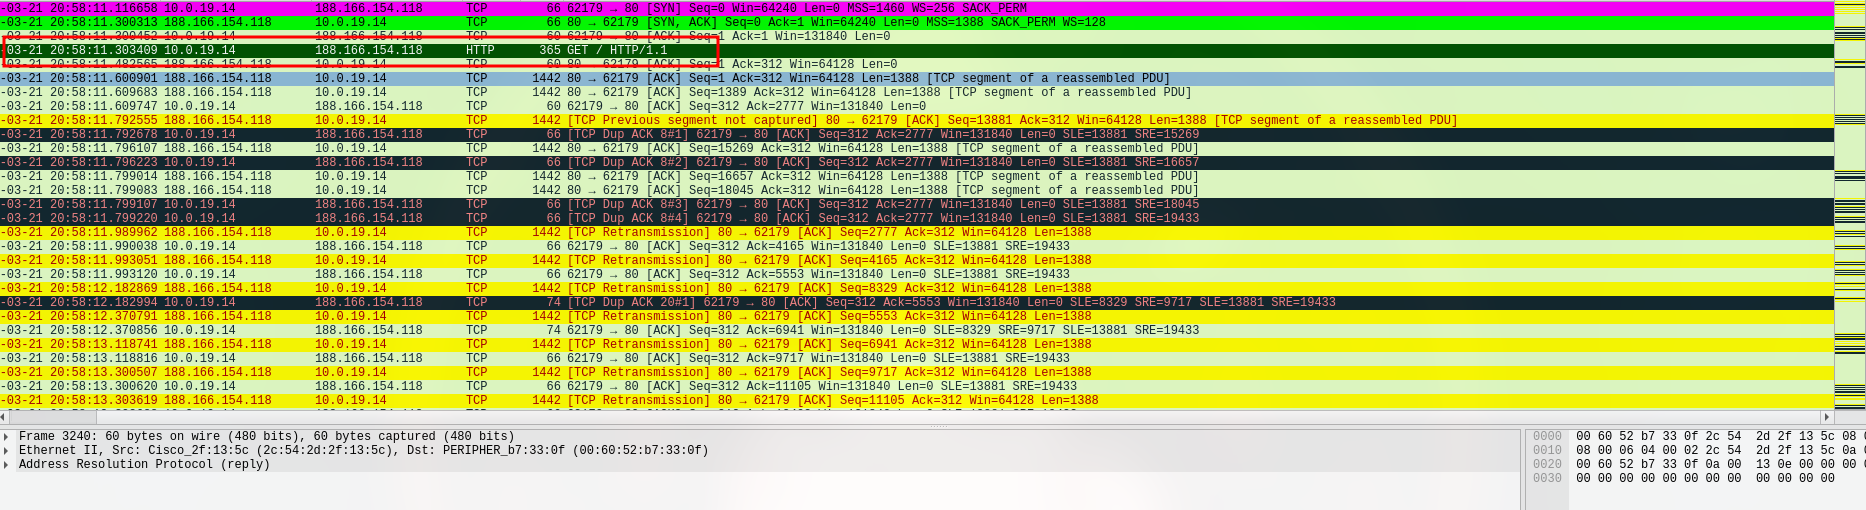 -03-21 20:58:11.116658 10.0.19.14 188.166.154.118 TCP 66 62179 → 80 [SYN] Seq=0 Win=64240 Len=0 MSS=1460 WS=256 SACK_PERM
-03-21 20:58:11.300313 188.166.154.118 10.0.19.14 TCP 66 80 → 62179 [SYN, ACK] Seq=0 Ack=1 Win=64240 Len=0 MSS=1388 SACK_PERM WS=128
-03-21 20:58:11.300452 10.0.19.14 188.166.154.118 TCP 60 62179 → 80 [ACK] Seq=1 Ack=1 Win=131840 Len=0
-03-21 20:58:11.303409 10.0.19.14 188.166.154.118 HTTP 365 GET / HTTP/1.1
-03-21 20:58:11.482565 188.166.154.118 10.0.19.14 TCP 60 80 → 62179 [ACK] Seq=1 Ack=312 Win=64128 Len=0
-03-21 20:58:11.600901 188.166.154.118 10.0.19.14 TCP 1442 80 → 62179 [ACK] Seq=1 Ack=312 Win=64128 Len=1388 [TCP segment of a reassembled PDU]
-03-21 20:58:11.609683 188.166.154.118 10.0.19.14 TCP 1442 80 → 62179 [ACK] Seq=1389 Ack=312 Win=64128 Len=1388 [TCP segment of a reassembled PDU]
-03-21 20:58:11.609747 10.0.19.14 188.166.154.118 TCP 60 62179 → 80 [ACK] Seq=312 Ack=2777 Win=131840 Len=0
-03-21 20:58:11.792555 188.166.154.118 10.0.19.14 TCP 1442 [TCP Previous segment not captured] 80 → 62179 [ACK] Seq=13881 Ack=312 Win=64128 Len=1388 [TCP segment of a reassembled PDU]
-03-21 20:58:11.792678 10.0.19.14 188.166.154.118 TCP 66 [TCP Dup ACK 8#1] 62179 → 80 [ACK] Seq=312 Ack=2777 Win=131840 Len=0 SLE=13881 SRE=15269
-03-21 20:58:11.796107 188.166.154.118 10.0.19.14 TCP 1442 80 → 62179 [ACK] Seq=15269 Ack=312 Win=64128 Len=1388 [TCP segment of a reassembled PDU]
-03-21 20:58:11.796223 10.0.19.14 188.166.154.118 TCP 66 [TCP Dup ACK 8#2] 62179 → 80 [ACK] Seq=312 Ack=2777 Win=131840 Len=0 SLE=13881 SRE=16657
-03-21 20:58:11.799014 188.166.154.118 10.0.19.14 TCP 1442 80 → 62179 [ACK] Seq=16657 Ack=312 Win=64128 Len=1388 [TCP segment of a reassembled PDU]
-03-21 20:58:11.799083 188.166.154.118 10.0.19.14 TCP 1442 80 → 62179 [ACK] Seq=18045 Ack=312 Win=64128 Len=1388 [TCP segment of a reassembled PDU]
-03-21 20:58:11.799107 10.0.19.14 188.166.154.118 TCP 66 [TCP Dup ACK 8#3] 62179 → 80 [ACK] Seq=312 Ack=2777 Win=131840 Len=0 SLE=13881 SRE=18045
-03-21 20:58:11.799220 10.0.19.14 188.166.154.118 TCP 66 [TCP Dup ACK 8#4] 62179 → 80 [ACK] Seq=312 Ack=2777 Win=131840 Len=0 SLE=13881 SRE=19433
-03-21 20:58:11.989962 188.166.154.118 10.0.19.14 TCP 1442 [TCP Retransmission] 80 → 62179 [ACK] Seq=2777 Ack=312 Win=64128 Len=1388
-03-21 20:58:11.990038 10.0.19.14 188.166.154.118 TCP 66 62179 → 80 [ACK] Seq=312 Ack=4165 Win=131840 Len=0 SLE=13881 SRE=19433
-03-21 20:58:11.993051 188.166.154.118 10.0.19.14 TCP 1442 [TCP Retransmission] 80 → 62179 [ACK] Seq=4165 Ack=312 Win=64128 Len=1388
-03-21 20:58:11.993120 10.0.19.14 188.166.154.118 TCP 66 62179 → 80 [ACK] Seq=312 Ack=5553 Win=131840 Len=0 SLE=13881 SRE=19433
-03-21 20:58:12.182869 188.166.154.118 10.0.19.14 TCP 1442 [TCP Retransmission] 80 → 62179 [ACK] Seq=8329 Ack=312 Win=64128 Len=1388
-03-21 20:58:12.182994 10.0.19.14 188.166.154.118 TCP 74 [TCP Dup ACK 20#1] 62179 → 80 [ACK] Seq=312 Ack=5553 Win=131840 Len=0 SLE=8329 SRE=9717 SLE=13881 SRE=19433
-03-21 20:58:12.370791 188.166.154.118 10.0.19.14 TCP 1442 [TCP Retransmission] 80 → 62179 [ACK] Seq=5553 Ack=312 Win=64128 Len=1388
-03-21 20:58:12.370856 10.0.19.14 188.166.154.118 TCP 74 62179 → 80 [ACK] Seq=312 Ack=6941 Win=131840 Len=0 SLE=8329 SRE=9717 SLE=13881 SRE=19433
-03-21 20:58:13.118741 188.166.154.118 10.0.19.14 TCP 1442 [TCP Retransmission] 80 → 62179 [ACK] Seq=6941 Ack=312 Win=64128 Len=1388
-03-21 20:58:13.118816 10.0.19.14 188.166.154.118 TCP 66 62179 → 80 [ACK] Seq=312 Ack=9717 Win=131840 Len=0 SLE=13881 SRE=19433
-03-21 20:58:13.300507 188.166.154.118 10.0.19.14 TCP 1442 [TCP Retransmission] 80 → 62179 [ACK] Seq=9717 Ack=312 Win=64128 Len=1388
-03-21 20:58:13.300620 10.0.19.14 188.166.154.118 TCP 66 62179 → 80 [ACK] Seq=312 Ack=11105 Win=131840 Len=0 SLE=13881 SRE=19433
-03-21 20:58:13.303619 188.166.154.118 10.0.19.14 TCP 1442 [TCP Retransmission] 80 → 62179 [ACK] Seq=11105 Ack=312 Win=64128 Len=1388
Frame 3240: 60 bytes on wire (480 bits), 60 bytes captured (480 bits)
Ethernet II, Src: Cisco_2f:13:5c (2c:54:2d:2f:13:5c), Dst: PERIPHER_b7:33:0f (00:60:52:b7:33:0f)
Address Resolution Protocol (reply)
0000 00 60 52 b7 33 0f 2c 54 2d 2f 13 5c 08
0010 08 00 06 04 00 02 2c 54 2d 2f 13 5c 0a
0020 00 60 52 b7 33 0f 0a 00 13 0e 00 00 00
0030 00 00 00 00 00 00 00 00 00 00 00 00